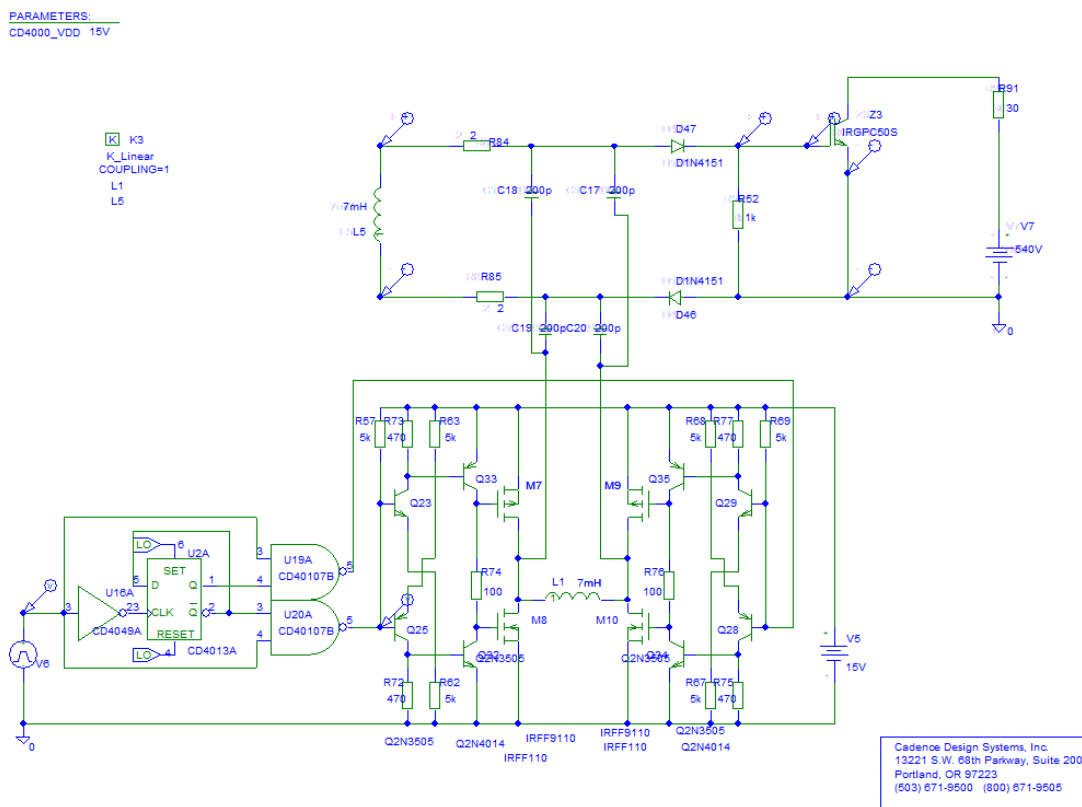 PARAMETERS:
CD4000_VDD 15V
K K3
K_Linear
COUPLING=1
L1
L5
R91
30
Z3
IRGPC50S
D47
D1N4151
2
R84
C18 200p
C17 200p
R52
1k
7mH
L5
V7
540V
R85
2
D1N4151
D46
C19 200p
C20 200p
0
R57
5k
R73
470
R63
5k
R68
5k
R77
470
R69
5k
Q33
M7
M9
Q35
Q23
Q29
LO
6
U2A
SET
5
D
Q
1
U16A
3
2
3
CLK
Q
2
CD4049A
RESET
LO
4
CD4013A
3
U19A
4
CD40107B
5
3
U20A
4
CD40107B
5
R74
100
L1 7mH
R76
100
M8
M10
Q25
Q28
Q32
Q2N3505
Q2N3505
Q34
V6
V5
15V
R72
470
R62
5k
R67
5k
R75
470
0
Q2N3505
Q2N4014
IRFF9110
IRFF110
IRFF9110
IRFF110
Q2N3505
Q2N4014
Cadence Design Systems, Inc.
13221 S.W. 68th Parkway, Suite 200
Portland, OR 97223
(503) 671-9500 (800) 671-9505